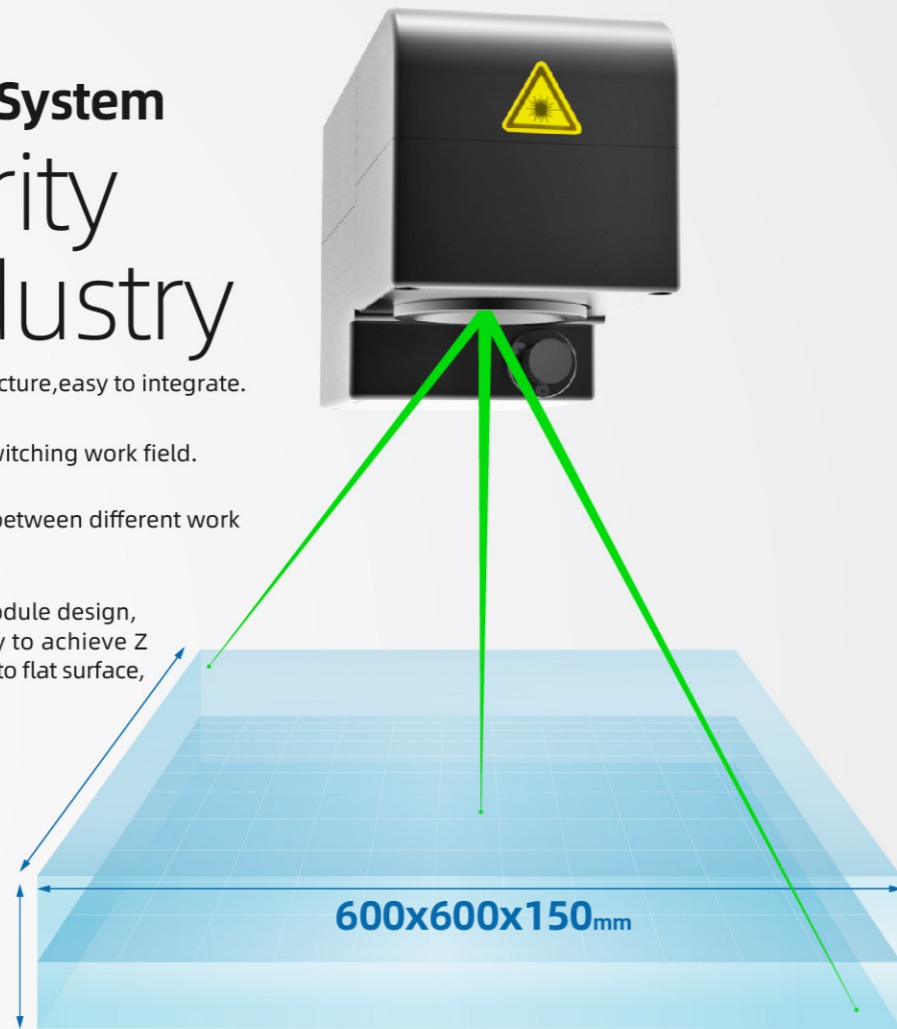 System
rity
dustry
cture,easy to integrate.
witching work field.
between different work
odule design,
y to achieve Z
to flat surface,
600x600x150mm